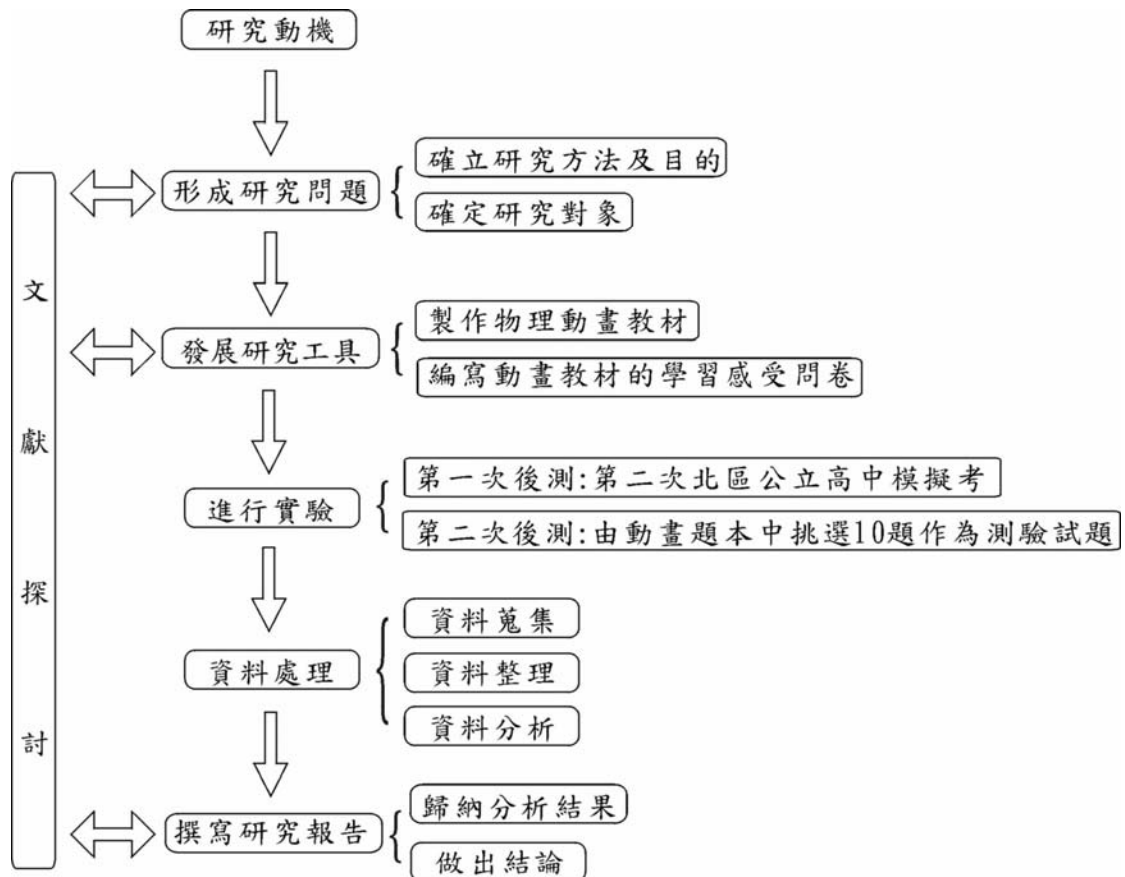 研究動機
形成研究問題
確立研究方法及目的
確定研究對象
文獻探討
發展研究工具
製作物理動畫教材
編寫動畫教材的學習感受問卷
進行實驗
第一次後測:第二次北區公立高中模擬考
第二次後測:由動畫題本中挑選10題作為測驗試題
資料處理
資料蒐集
資料整理
資料分析
撰寫研究報告
歸納分析結果
做出結論